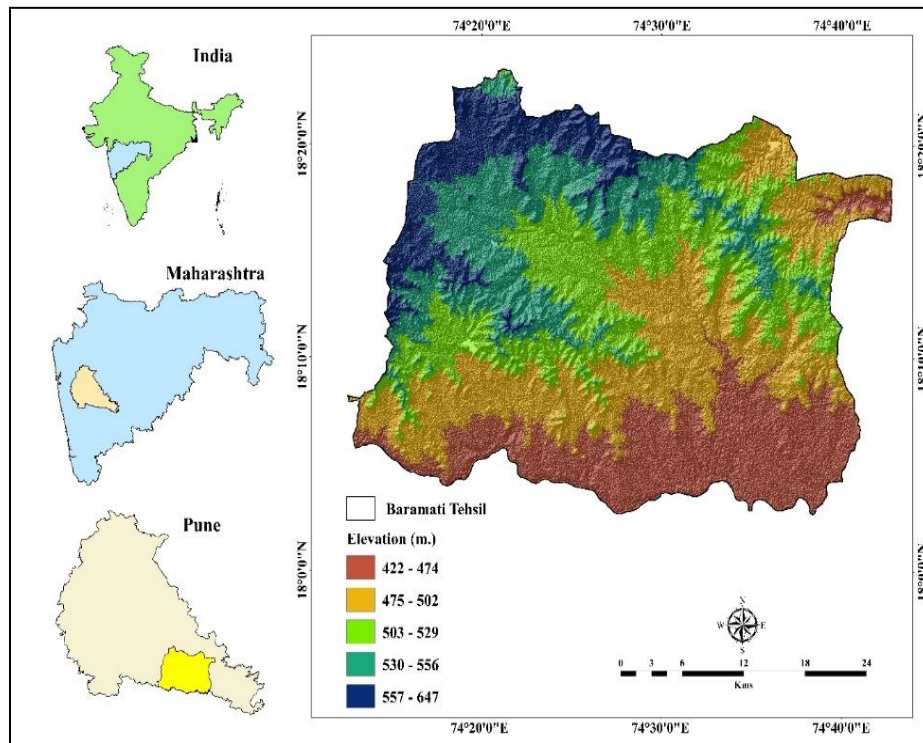 India
Maharashtra
Pune
74°20'0"E 74°30'0"E 74°40'0"E
18°20'0"N 18°20'0"N
18°10'0"N 18°10'0"N
18°0'0"N 18°0'0"N
Baramati Tehsil
Elevation (m.)
422 - 474
475 - 502
503 - 529
530 - 556
557 - 647
N
W E
S
0 3 6 12 18 24
Kms
74°20'0"E 74°30'0"E 74°40'0"E